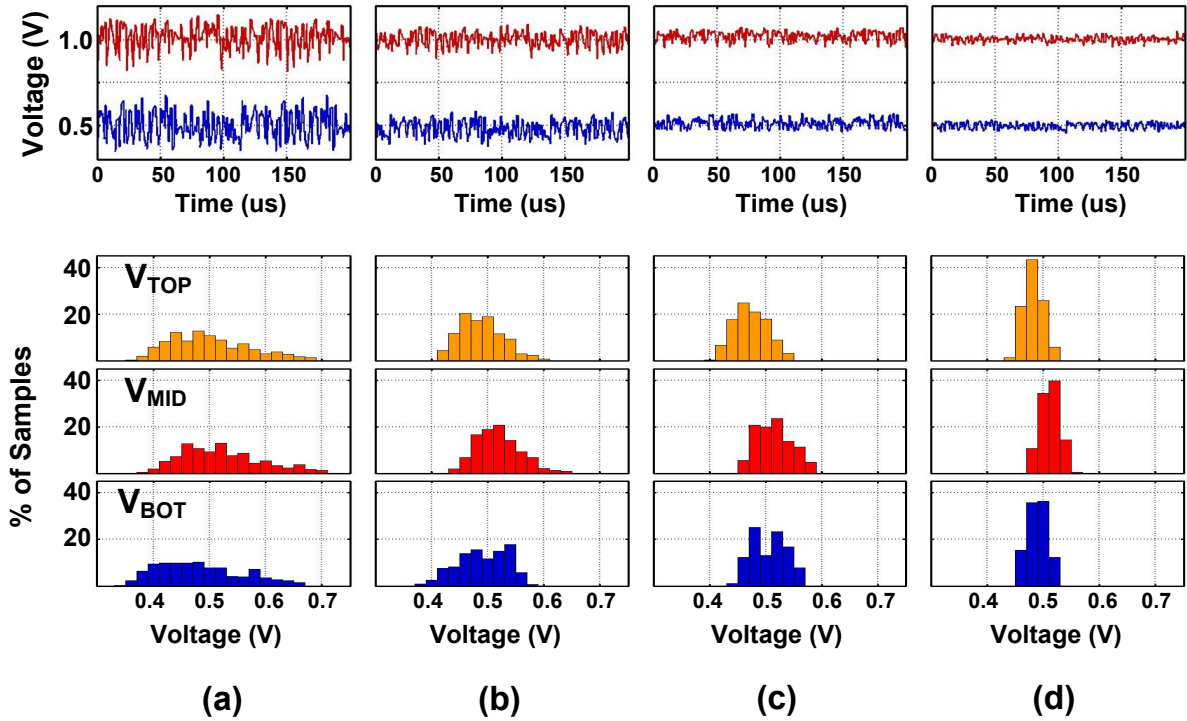 Voltage (V)
1.0
0.5
0 50 100 150 0 50 100 150 0 50 100 150 0 50 100 150
Time (us) Time (us) Time (us) Time (us)
% of Samples
40
20
VTOP
40
20
VMID
40
20
VBOT
0.4 0.5 0.6 0.7 0.4 0.5 0.6 0.7 0.4 0.5 0.6 0.7 0.4 0.5 0.6 0.7
Voltage (V) Voltage (V) Voltage (V) Voltage (V)
(a) (b) (c) (d)